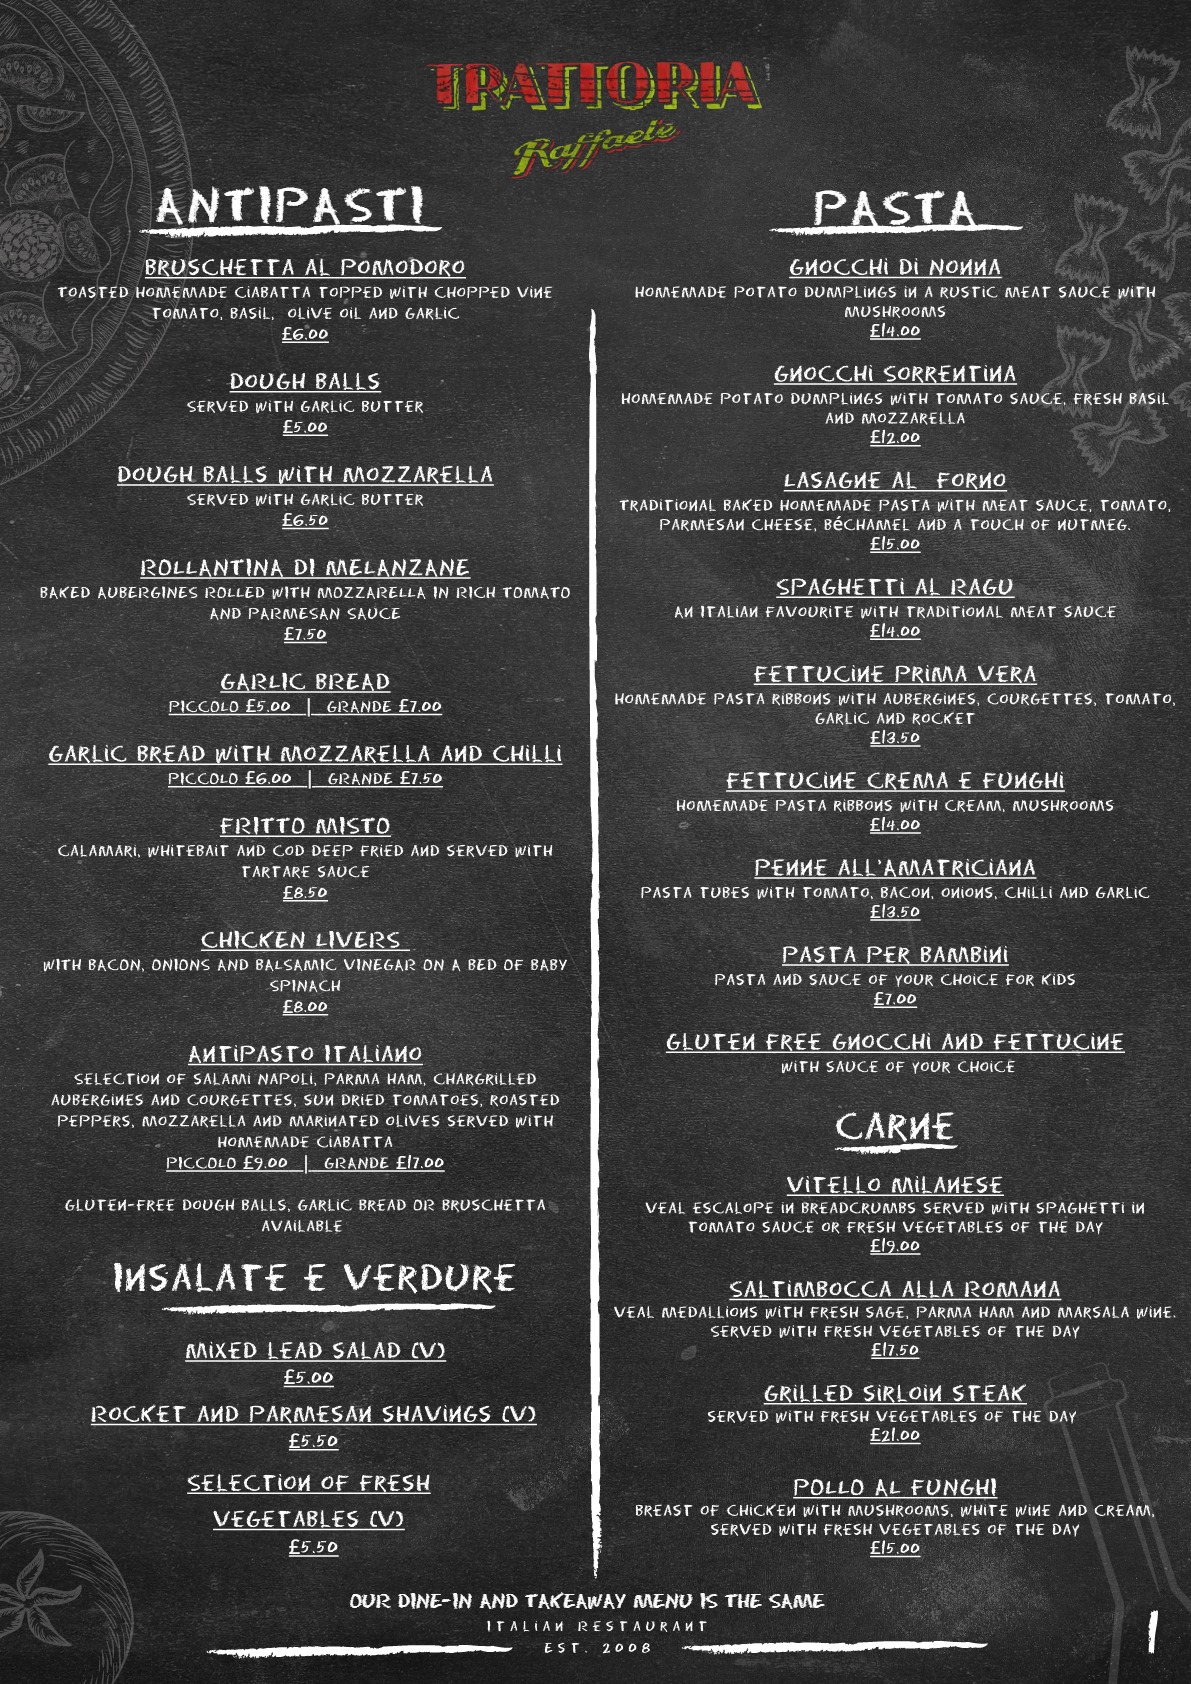 TRATTORIA
Raffaele
ANTIPASTI
BRUSCHETTA AL POMODORO
TOASTED HOMEMADE CIABATTA TOPPED WITH CHOPPED VINE
TOMATO, BASIL, OLIVE OIL AND GARLIC
£6.00
DOUGH BALLS
SERVED WITH GARLIC BUTTER
£5.00
DOUGH BALLS WITH MOZZARELLA
SERVED WITH GARLIC BUTTER
£6.50
ROLLANTINA DI MELANZANE
BAKED AUBERGINES ROLLED WITH MOZZARELLA IN RICH TOMATO
AND PARMESAN SAUCE
£7.50
GARLIC BREAD
PICCOLO £5.00 | GRANDE £7.00
GARLIC BREAD WITH MOZZARELLA AND CHILLI
PICCOLO £6.00 | GRANDE £7.50
FRITTO MISTO
CALAMARI, WHITEBAIT AND COD DEEP FRIED AND SERVED WITH
TARTARE SAUCE
£8.50
CHICKEN LIVERS
WITH BACON, ONIONS AND BALSAMIC VINEGAR ON A BED OF BABY
SPINACH
£8.00
ANTIPASTO ITALIANO
SELECTION OF SALAMI NAPOLI, PARMA HAM, CHARGRILLED
AUBERGINES AND COURGETTES, SUN DRIED TOMATOES, ROASTED
PEPPERS, MOZZARELLA AND MARINATED OLIVES SERVED WITH
HOMEMADE CIABATTA
PICCOLO £9.00 | GRANDE £17.00
GLUTEN-FREE DOUGH BALLS, GARLIC BREAD OR BRUSCHETTA
AVAILABLE
INSALATE E VERDURE
MIXED LEAD SALAD (V)
£5.00
ROCKET AND PARMESAN SHAVINGS (V)
£5.50
SELECTION OF FRESH
VEGETABLES (V)
£5.50
PASTA
GNOCCHI DI NONNA
HOMEMADE POTATO DUMPLINGS IN A RUSTIC MEAT SAUCE WITH
MUSHROOMS
£14.00
GNOCCHI SORRENTINA
HOMEMADE POTATO DUMPLINGS WITH TOMATO SAUCE, FRESH BASIL
AND MOZZARELLA
£12.00
LASAGNE AL FORNO
TRADITIONAL BAKED HOMEMADE PASTA WITH MEAT SAUCE, TOMATO,
PARMESAN CHEESE, BÉCHAMEL AND A TOUCH OF NUTMEG.
£15.00
SPAGHETTI AL RAGU
AN ITALIAN FAVOURITE WITH TRADITIONAL MEAT SAUCE
£14.00
FETTUCINE PRIMA VERA
HOMEMADE PASTA RIBBONS WITH AUBERGINES, COURGETTES, TOMATO,
GARLIC AND ROCKET
£13.50
FETTUCINE CREMA E FUNGHI
HOMEMADE PASTA RIBBONS WITH CREAM, MUSHROOMS
£14.00
PENNE ALL'AMATRICIANA
PASTA TUBES WITH TOMATO, BACON, ONIONS, CHILLI AND GARLIC
£13.50
PASTA PER BAMBINI
PASTA AND SAUCE OF YOUR CHOICE FOR KIDS
£7.00
GLUTEN FREE GNOCCHI AND FETTUCINE
WITH SAUCE OF YOUR CHOICE
CARNE
VITELLO MILANESE
VEAL ESCALOPE IN BREADCRUMBS SERVED WITH SPAGHETTI IN
TOMATO SAUCE OR FRESH VEGETABLES OF THE DAY
£19.00
SALTIMBOCCA ALLA ROMANA
VEAL MEDALLIONS WITH FRESH SAGE, PARMA HAM AND MARSALA WINE.
SERVED WITH FRESH VEGETABLES OF THE DAY
£17.50
GRILLED SIRLOIN STEAK
SERVED WITH FRESH VEGETABLES OF THE DAY
£21.00
POLLO AL FUNGHI
BREAST OF CHICKEN WITH MUSHROOMS, WHITE WINE AND CREAM,
SERVED WITH FRESH VEGETABLES OF THE DAY
£15.00
OUR DINE-IN AND TAKEAWAY MENU IS THE SAME
ITALIAN RESTAURANT
EST. 2008
1